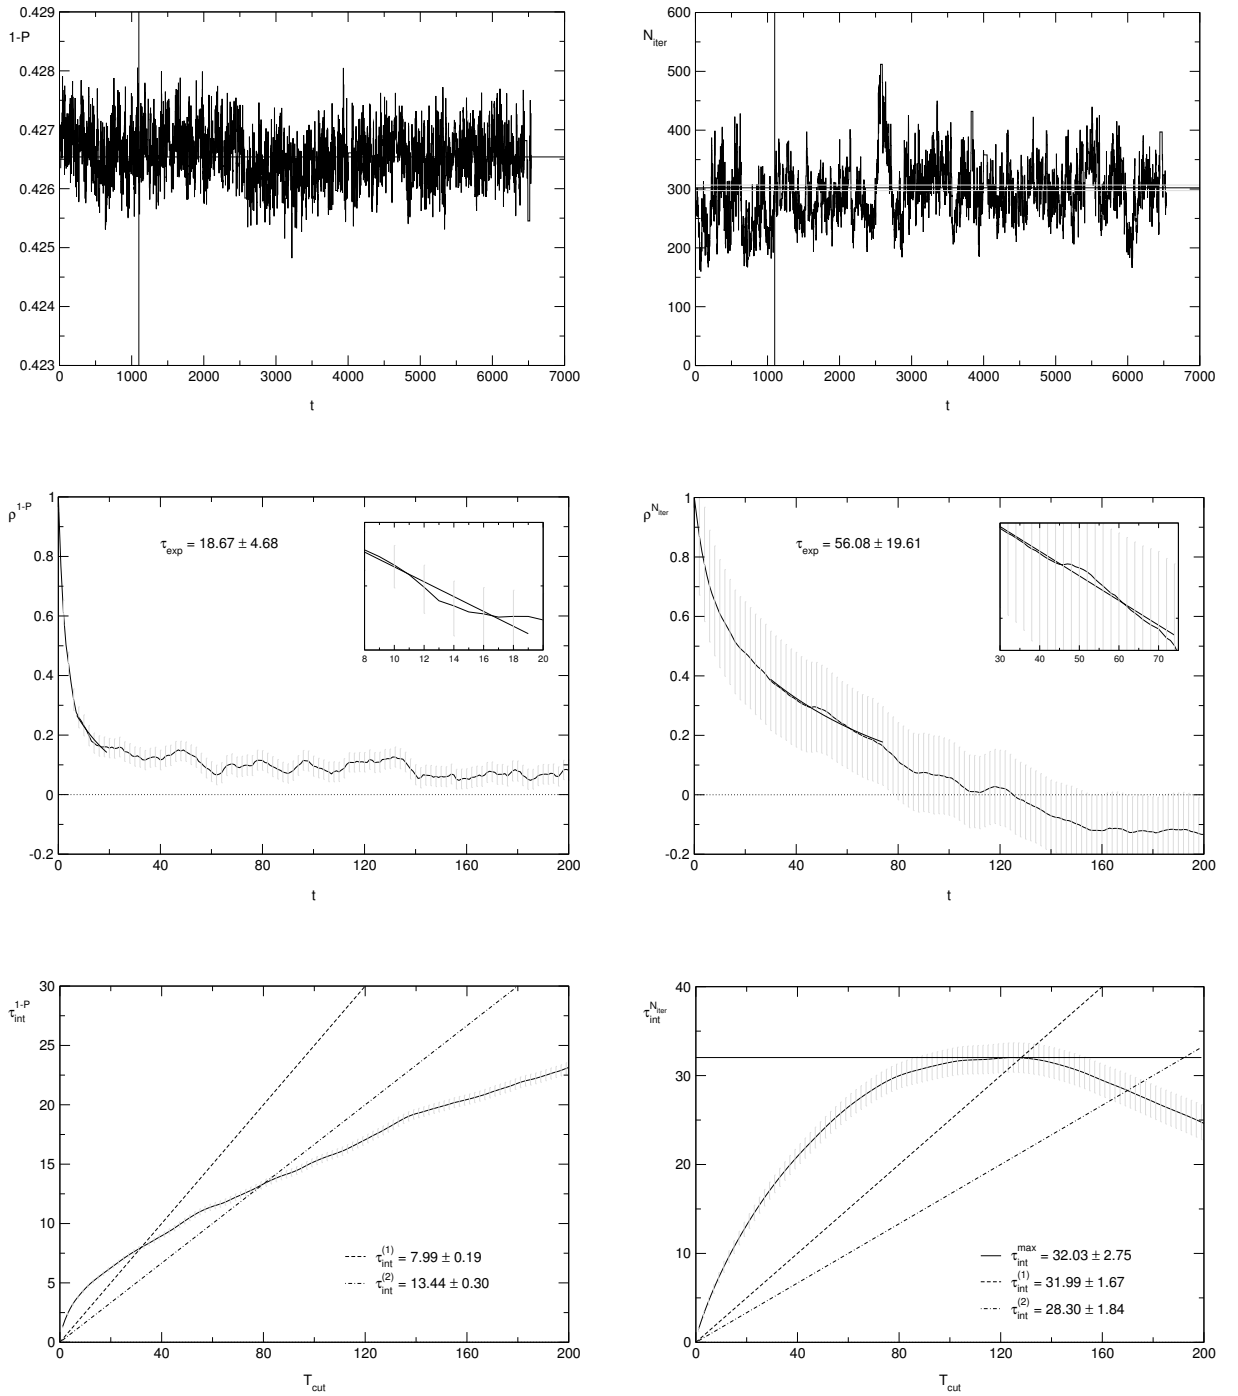 0.429
1-P
0.428
0.427
0.426
0.425
0.424
0.423
0 1000 2000 3000 4000 5000 6000 7000
t
600
N_iter
500
400
300
200
100
0
0 1000 2000 3000 4000 5000 6000 7000
t
1
ρ^1-P
0.8
0.6
0.4
0.2
0
-0.2
τ_exp = 18.67 ± 4.68
8 10 12 14 16 18 20
0 40 80 120 160 200
t
1
ρ^N_iter
0.8
0.6
0.4
0.2
0
-0.2
τ_exp = 56.08 ± 19.61
30 40 50 60 70
0 40 80 120 160 200
t
30
τ_int^1-P
25
20
15
10
5
0
τ_int^(1) = 7.99 ± 0.19
τ_int^(2) = 13.44 ± 0.30
0 40 80 120 160 200
T_cut
40
τ_int^N_iter
30
20
10
0
τ_int^max = 32.03 ± 2.75
τ_int^(1) = 31.99 ± 1.67
τ_int^(2) = 28.30 ± 1.84
0 40 80 120 160 200
T_cut